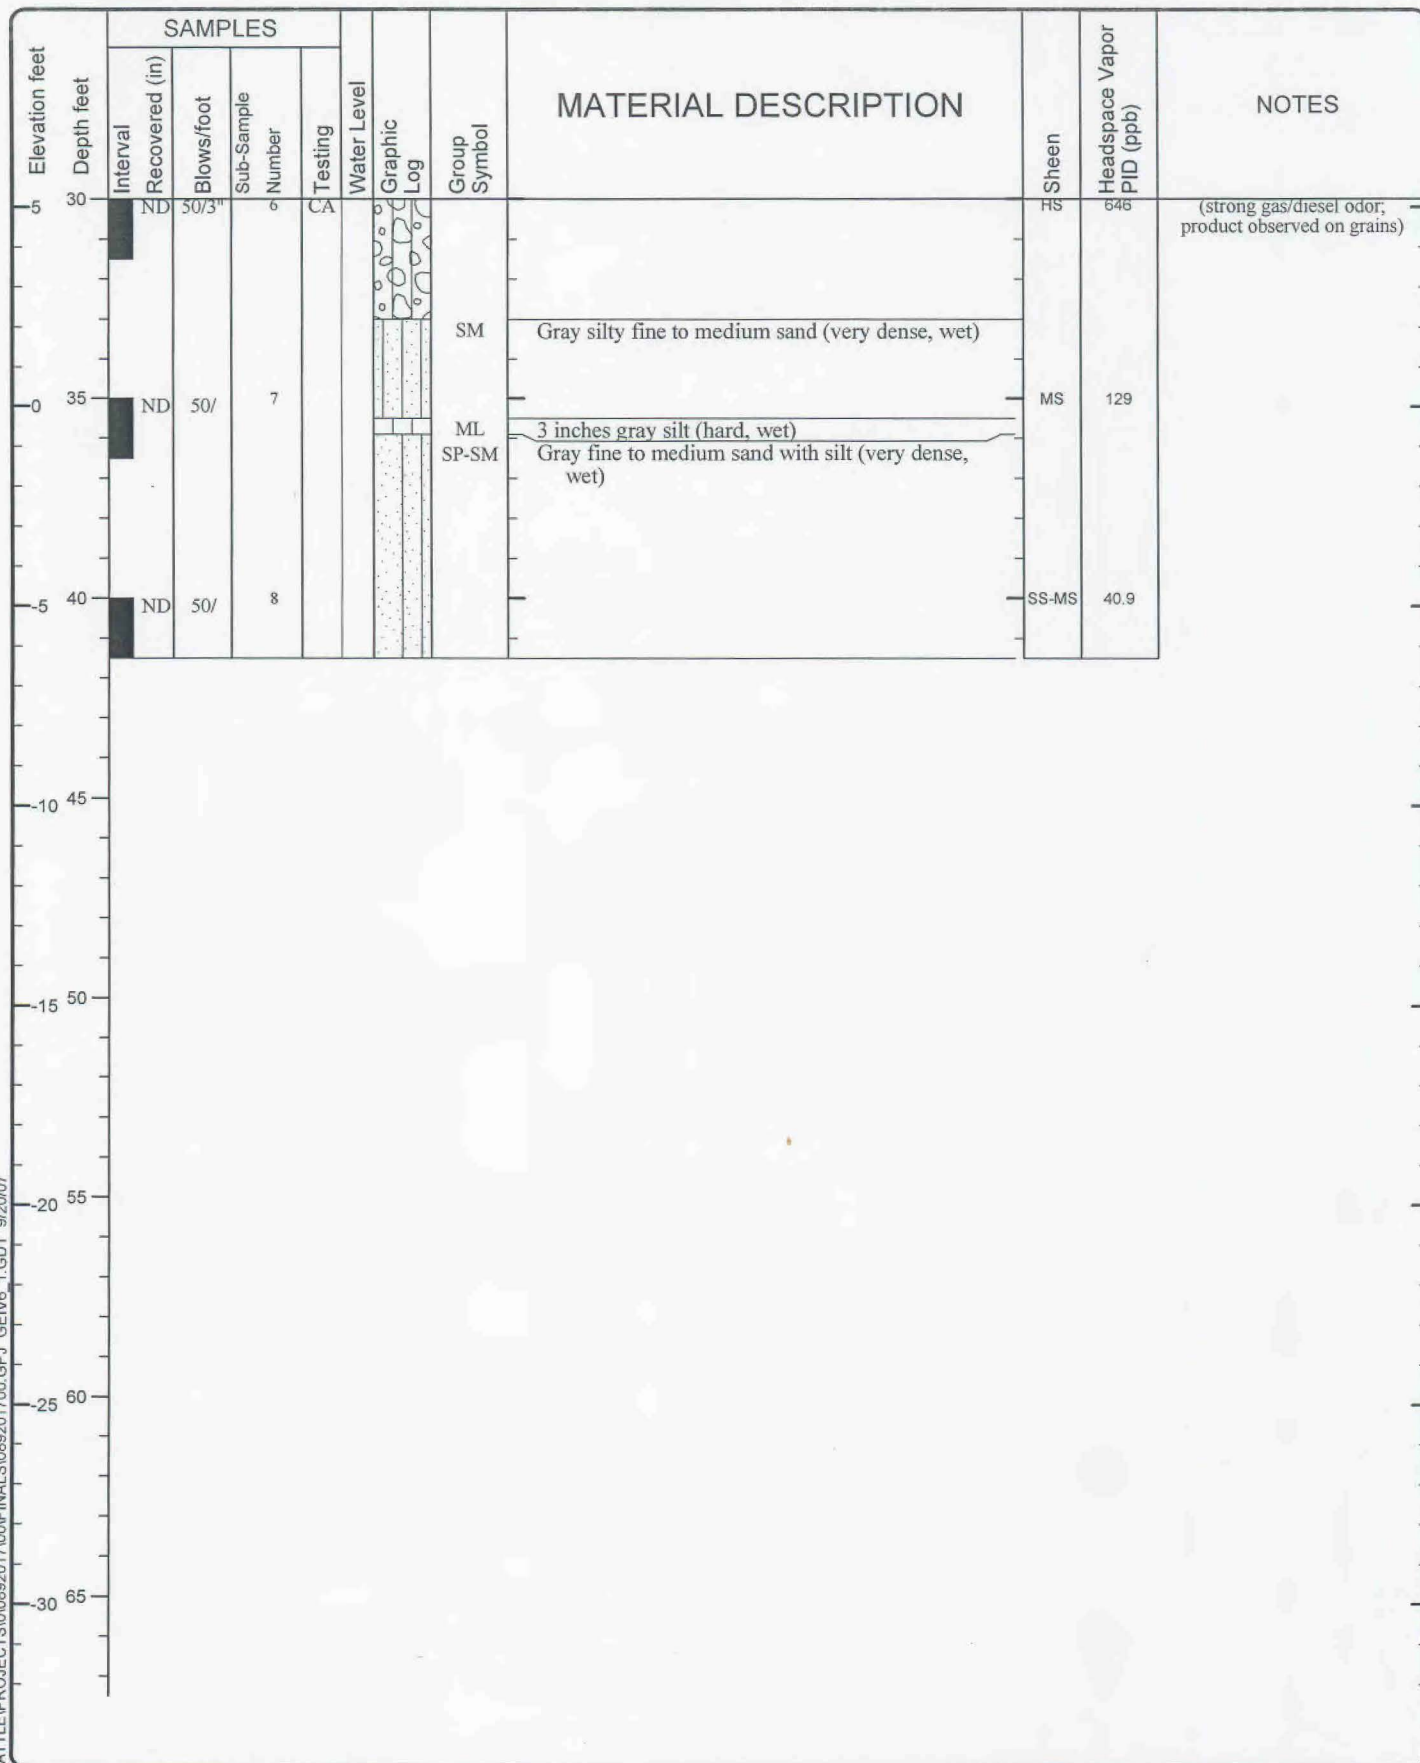 SAMPLES
Elevation feet
Depth feet
Interval
Recovered (in)
Blows/foot
Sub-Sample
Number
Testing
Water Level
Graphic
Log
Group
Symbol
MATERIAL DESCRIPTION
Sheen
Headspace Vapor
PID (ppb)
NOTES
5 30 ND 50/3" 6 CA HS 646 (strong gas/diesel odor;
product observed on grains)
SM Gray silty fine to medium sand (very dense, wet)
0 35 ND 50/ 7 MS 129
ML 3 inches gray silt (hard, wet)
SP-SM Gray fine to medium sand with silt (very dense,
wet)
-5 40 ND 50/ 8 SS-MS 40.9
-10 45
-15 50
-20 55
-25 60
-30 65